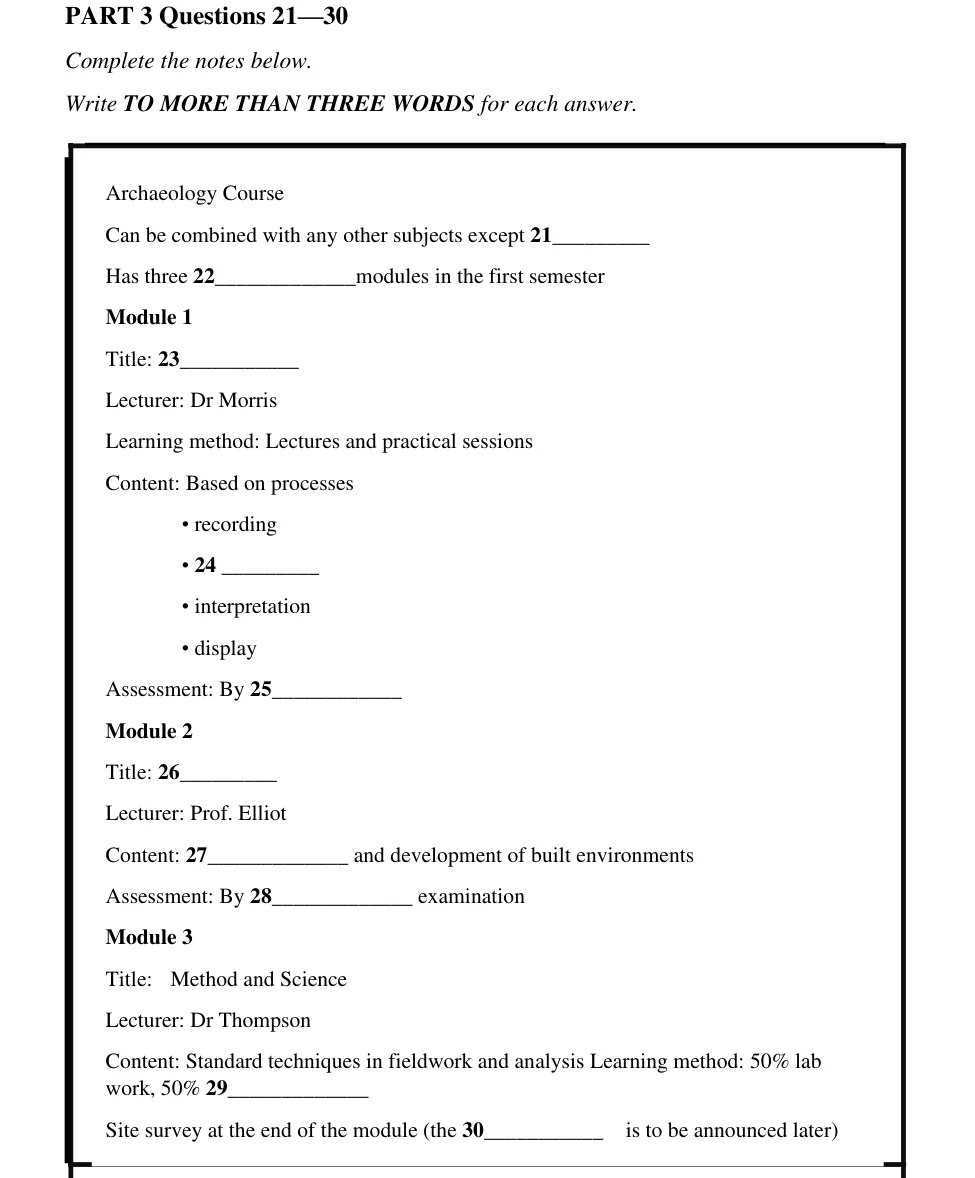 PART 3 Questions 21—30
Complete the notes below.
Write TO MORE THAN THREE WORDS for each answer.
Archaeology Course
Can be combined with any other subjects except 21_________
Has three 22_____________modules in the first semester
Module 1
Title: 23___________
Lecturer: Dr Morris
Learning method: Lectures and practical sessions
Content: Based on processes
• recording
• 24 _________
• interpretation
• display
Assessment: By 25____________
Module 2
Title: 26_________
Lecturer: Prof. Elliot
Content: 27_____________ and development of built environments
Assessment: By 28_____________ examination
Module 3
Title: Method and Science
Lecturer: Dr Thompson
Content: Standard techniques in fieldwork and analysis Learning method: 50% lab
work, 50% 29_____________
Site survey at the end of the module (the 30___________ is to be announced later)